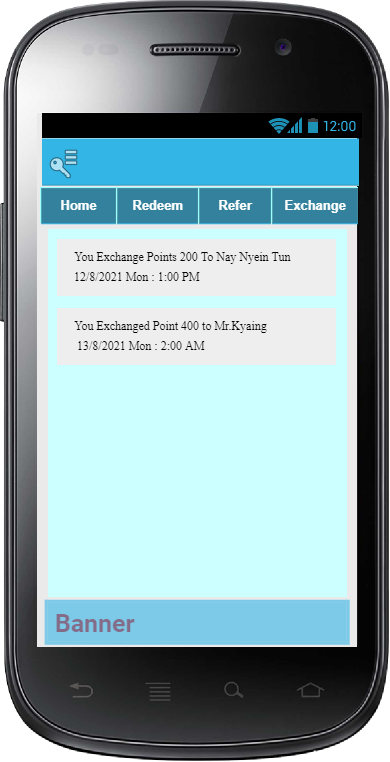 12:00
Home Redeem Refer Exchange
You Exchange Points 200 To Nay Nyein Tun
12/8/2021 Mon : 1:00 PM
You Exchanged Point 400 to Mr.Kyaing
13/8/2021 Mon : 2:00 AM
Banner